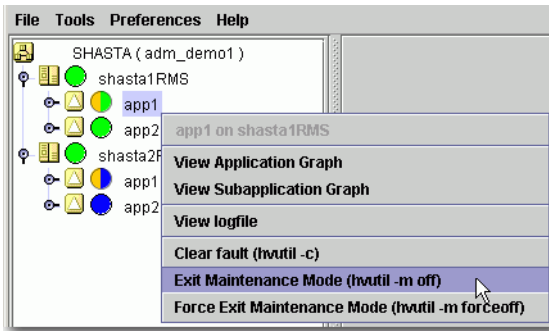 File Tools Preferences Help
SHASTA ( adm_demo1 )
shasta1RMS
app1
app2
app1 on shasta1RMS
shasta2R
View Application Graph
app1
View Subapplication Graph
app2
View logfile
Clear fault (hvutil -c)
Exit Maintenance Mode (hvutil -m off)
Force Exit Maintenance Mode (hvutil -m forceoff)